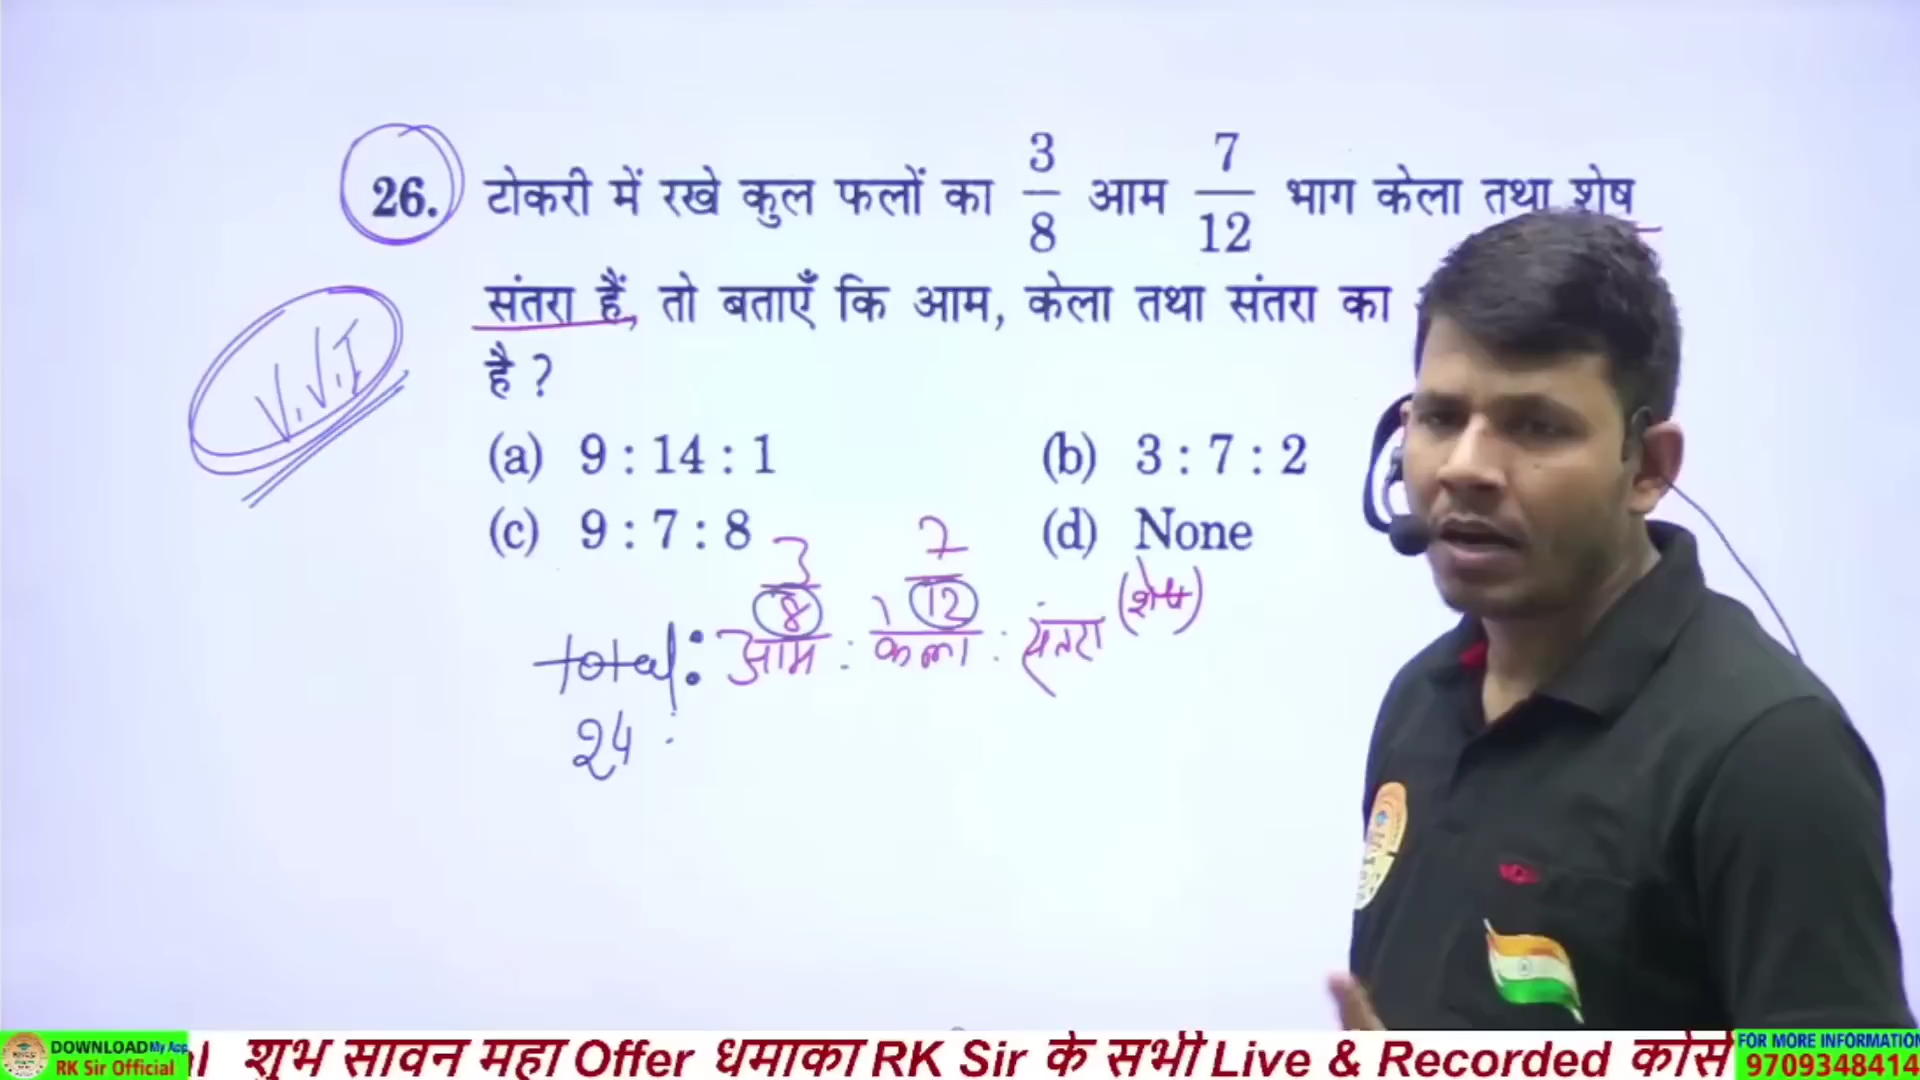 26. टोकरी में रखे कुल फलों का 3/8 आम 7/12 भाग केला तथा शेष
संतरा हैं, तो बताएँ कि आम, केला तथा संतरा का
है ?
(a) 9 : 14 : 1 (b) 3 : 7 : 2
(c) 9 : 7 : 8 (d) None
V.V.I
3/8 7/12
total: आम : केला : संतरा (शेष)
24 :
DOWNLOAD My App
RK Sir Official
शुभ सावन महा Offer धमाका RK Sir के सभी Live & Recorded कोर्स
FOR MORE INFORMATION
9709348414